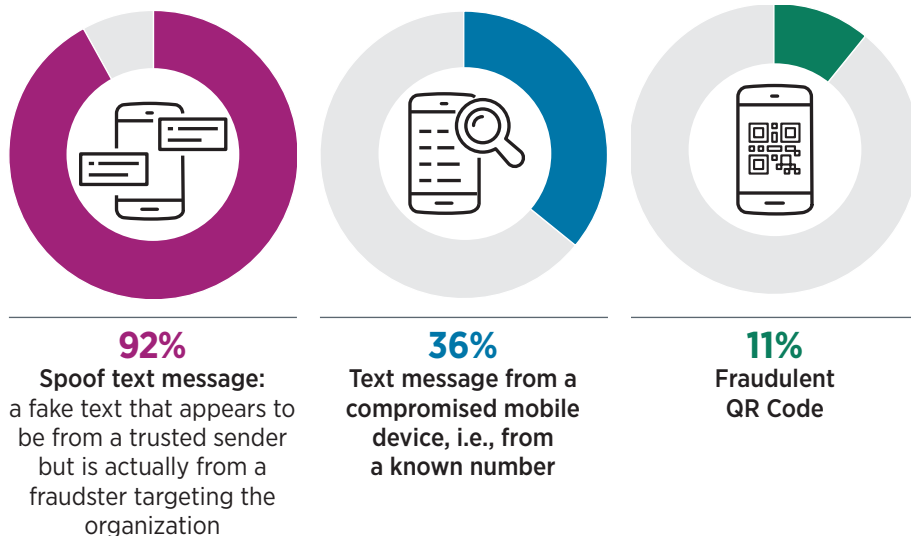 92%
Spoof text message:
a fake text that appears to
be from a trusted sender
but is actually from a
fraudster targeting the
organization
36%
Text message from a
compromised mobile
device, i.e., from
a known number
11%
Fraudulent
QR Code